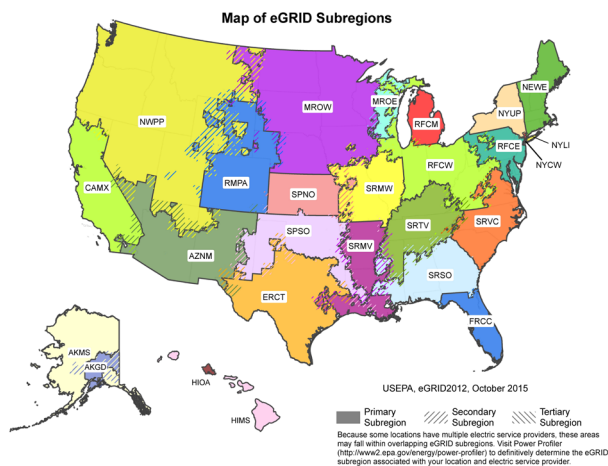 Map of eGRID Subregions
NEWE
MROW
MROE
NYUP
NWPP
RFCM
RFCE
NYLI
NYCW
RFCW
RMPA
CAMX
SPNO
SRMW
SRVC
SRTV
SPSO
SRMV
AZNM
SRSO
ERCT
FRCC
AKMS
AKGD
HIOA
HIMS
USEPA, eGRID2012, October 2015
Primary
Subregion
Secondary
Subregion
Tertiary
Subregion
Because some locations have multiple electric service providers, these areas
may fall within overlapping eGRID subregions. Visit Power Profiler
(http://www2.epa.gov/energy/power-profiler) to definitively determine the eGRID
subregion associated with your location and electric service provider.